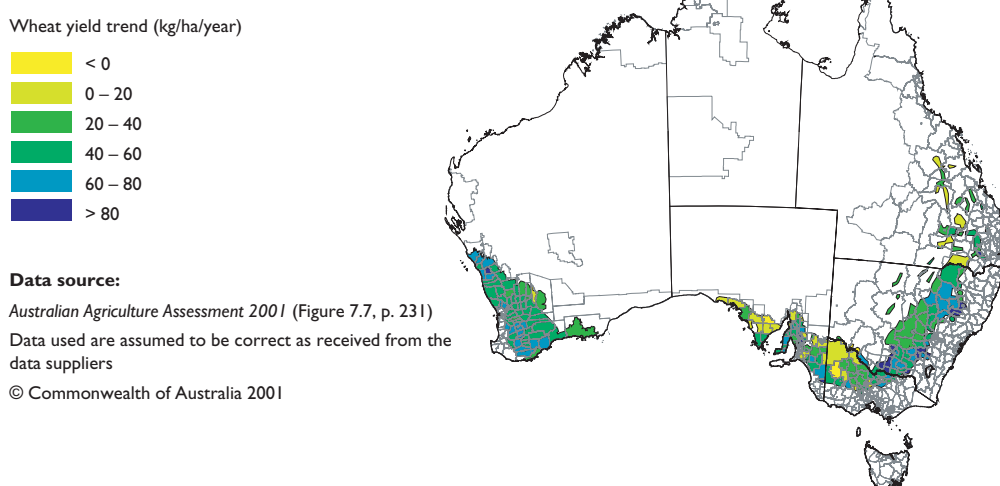 Wheat yield trend (kg/ha/year)
< 0
0 – 20
20 – 40
40 – 60
60 – 80
> 80
Data source:
Australian Agriculture Assessment 2001 (Figure 7.7, p. 231)
Data used are assumed to be correct as received from the
data suppliers
© Commonwealth of Australia 2001